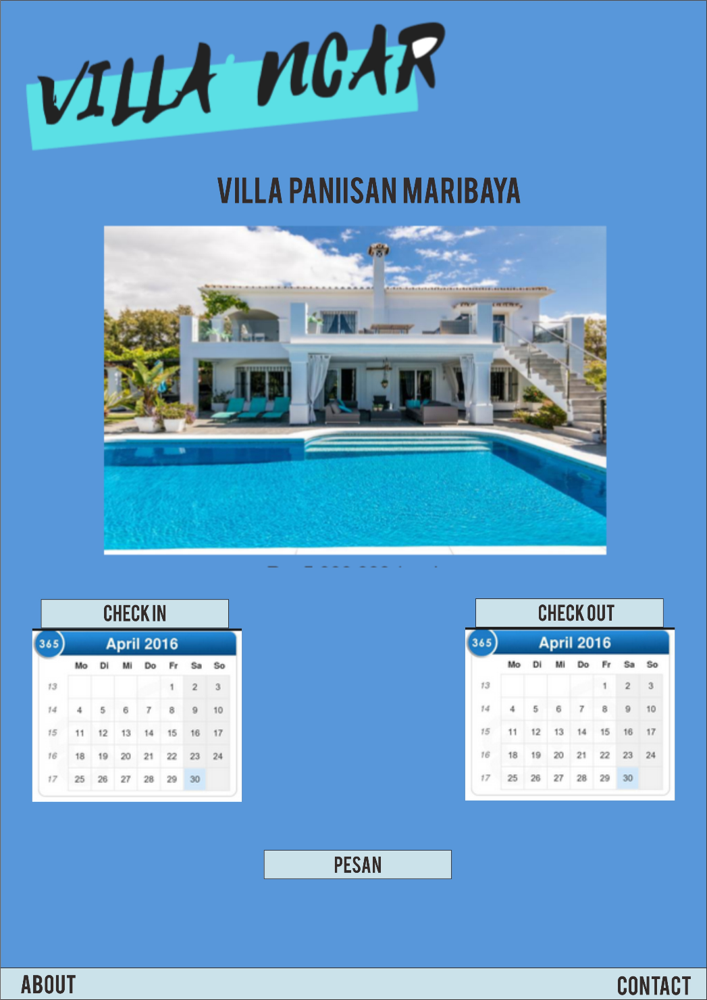 VILLA NCAR
VILLA PANIISAN MARIBAYA
CHECK IN
CHECK OUT
365
April 2016
Mo Di Mi Do Fr Sa So
13 1 2 3
14 4 5 6 7 8 9 10
15 11 12 13 14 15 16 17
16 18 19 20 21 22 23 24
17 25 26 27 28 29 30
365
April 2016
Mo Di Mi Do Fr Sa So
13 1 2 3
14 4 5 6 7 8 9 10
15 11 12 13 14 15 16 17
16 18 19 20 21 22 23 24
17 25 26 27 28 29 30
PESAN
ABOUT
CONTACT